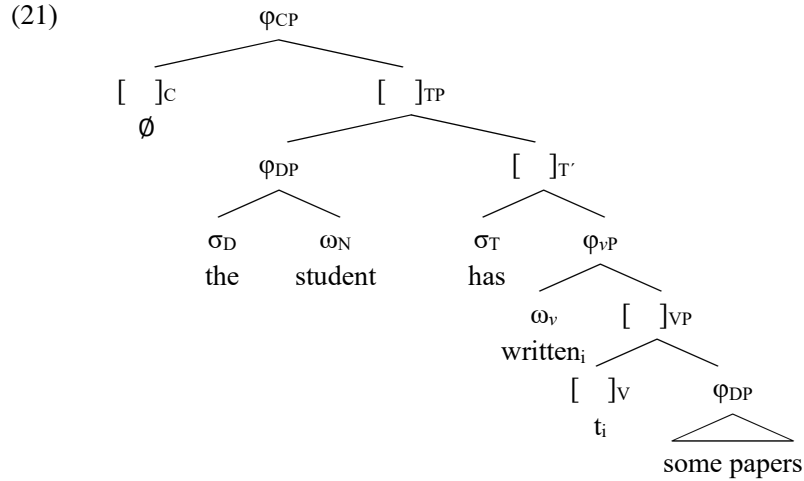 (21) φCP
[ ]C [ ]TP
∅
φDP [ ]T′
σD ωN σT φvP
the student has
ωv [ ]VP
writteni
[ ]V φDP
ti
some papers